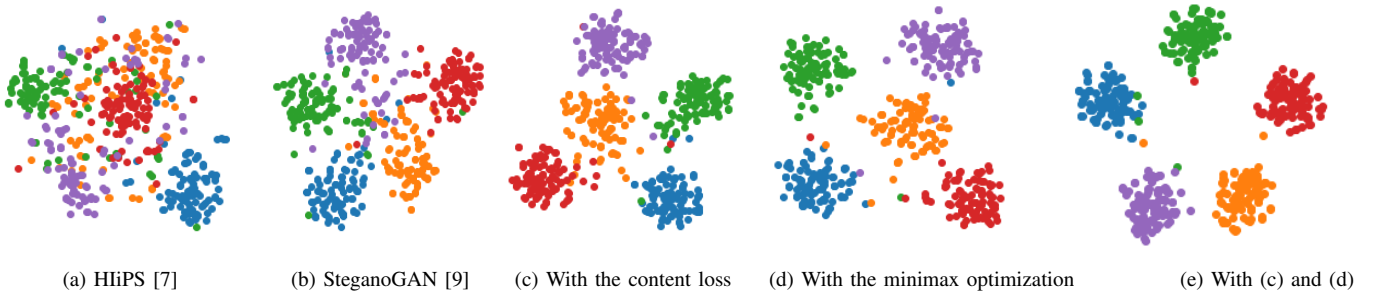 (a) HIiPS [7]
(b) SteganoGAN [9]
(c) With the content loss
(d) With the minimax optimization
(e) With (c) and (d)